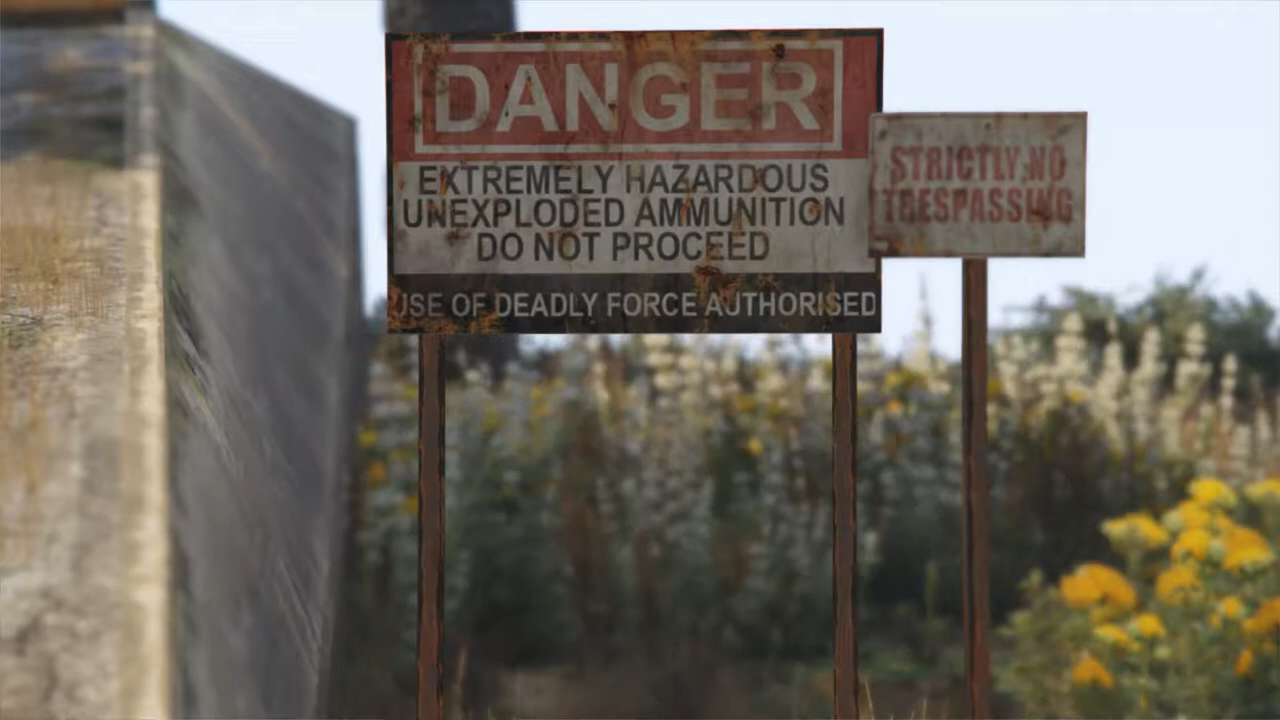 DANGER
EXTREMELY HAZARDOUS
UNEXPLODED AMMUNITION
DO NOT PROCEED
USE OF DEADLY FORCE AUTHORISED
STRICTLY NO
TRESPASSING